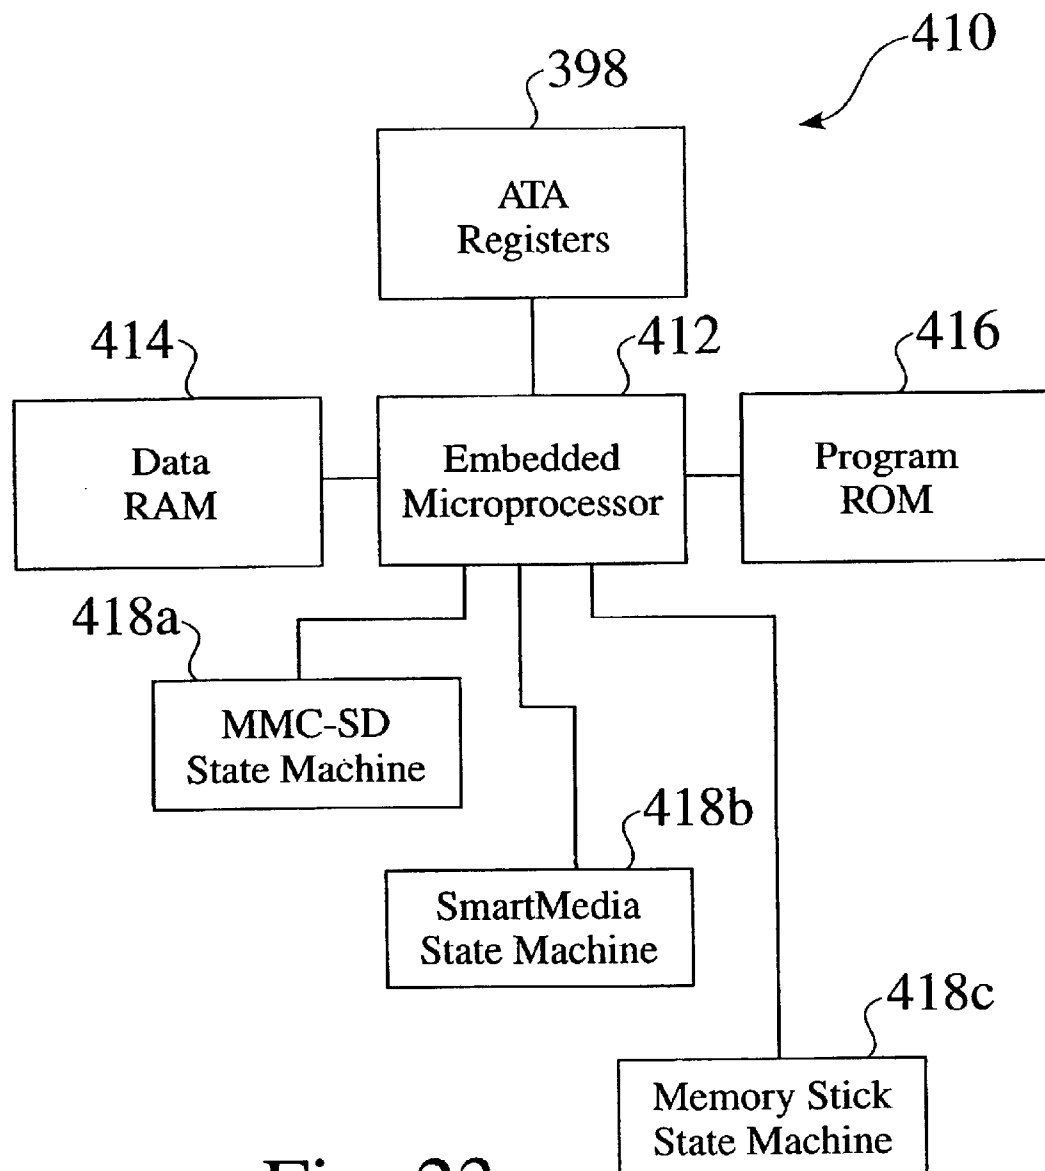 410
398
ATA
Registers
414
412
416
Data
RAM
Embedded
Microprocessor
Program
ROM
418a
MMC-SD
State Machine
418b
SmartMedia
State Machine
418c
Memory Stick
State Machine